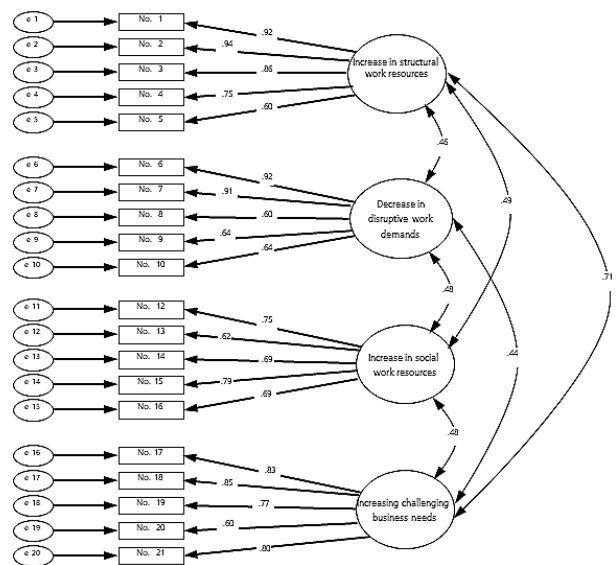 e 1
No. 1
.92
e 2
No. 2
.94
e 3
No. 3
.86
e 4
No. 4
.75
e 5
No. 5
.60
Increase in structural
work resources
.46
e 6
No. 6
.92
e 7
No. 7
.91
e 8
No. 8
.60
e 9
No. 9
.64
e 10
No. 10
.64
Decrease in
disruptive work
demands
.49
.71
.48
.44
e 11
No. 12
.75
e 12
No. 13
.62
e 13
No. 14
.69
e 14
No. 15
.79
e 15
No. 16
.69
Increase in social
work resources
.48
e 16
No. 17
.83
e 17
No. 18
.85
e 18
No. 19
.77
e 19
No. 20
.60
e 20
No. 21
.80
Increasing challenging
business needs